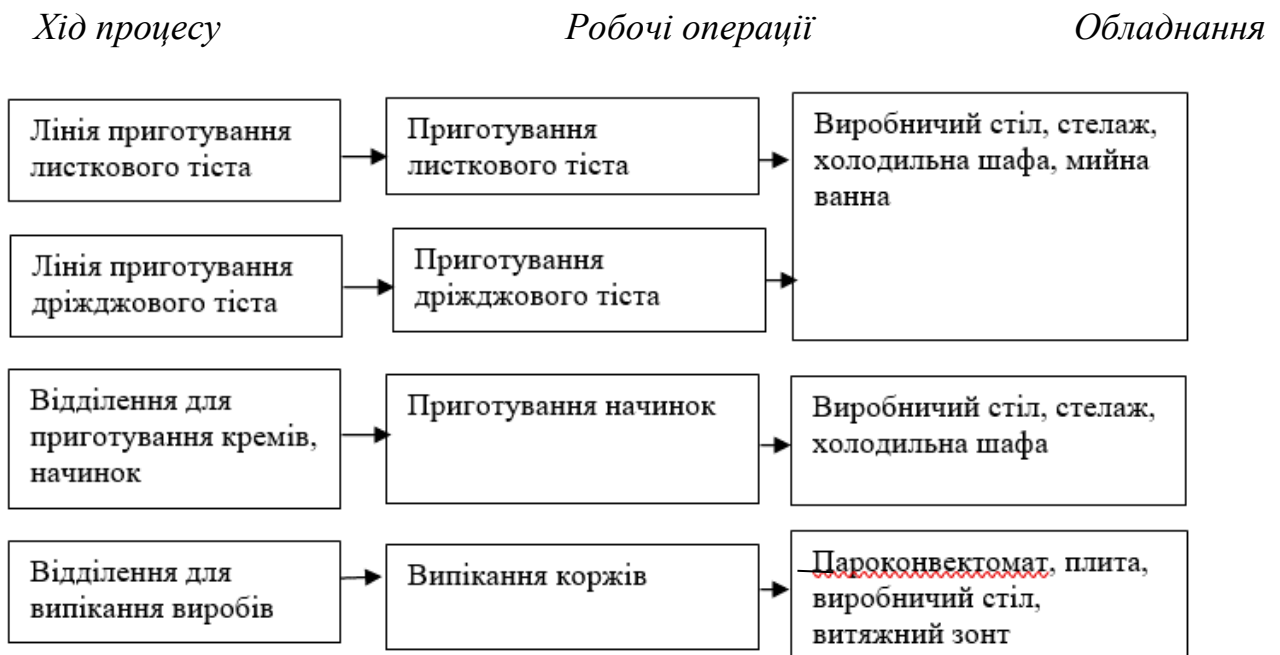 Хід процесу Робочі операції Обладнання
Лінія приготування
листкового тіста
Приготування
листкового тіста
Виробничий стіл, стелаж,
холодильна шафа, мийна
ванна
Лінія приготування
дріжджового тіста
Приготування
дріжджового тіста
Відділення для
приготування кремів,
начинок
Приготування начинок
Виробничий стіл, стелаж,
холодильна шафа
Відділення для
випікання виробів
Випікання коржів
Пароконвектомат, плита,
виробничий стіл,
витяжний зонт